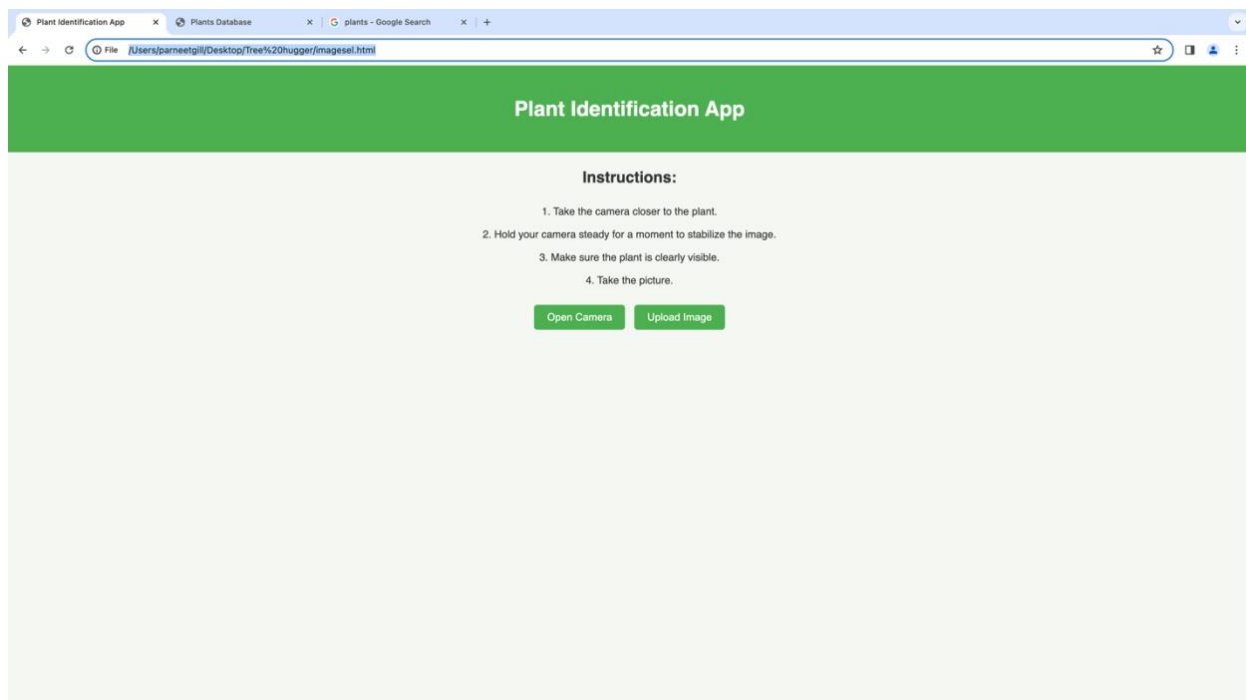 Plant Identification App
Plants Database
plants - Google Search
File /Users/parneetgill/Desktop/Tree%20hugger/imagesel.html
Plant Identification App
Instructions:
1. Take the camera closer to the plant.
2. Hold your camera steady for a moment to stabilize the image.
3. Make sure the plant is clearly visible.
4. Take the picture.
Open Camera
Upload Image